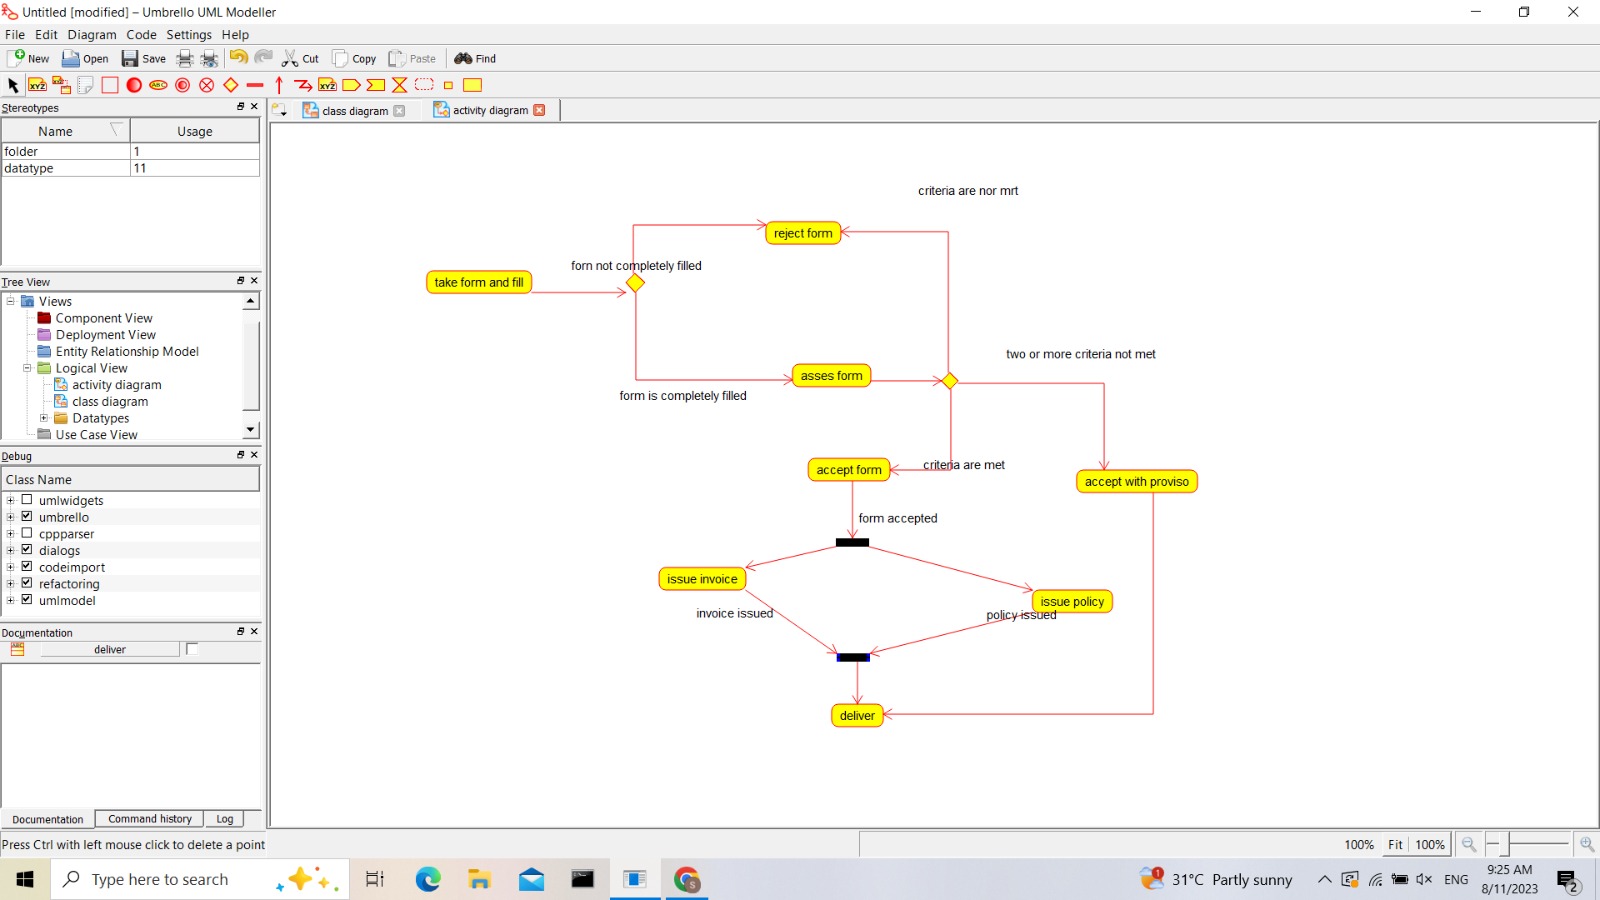 Untitled [modified] – Umbrello UML Modeller
File Edit Diagram Code Settings Help
New Open Save Cut Copy Paste Find
Stereotypes
Name Usage
folder 1
datatype 11
Tree View
Views
Component View
Deployment View
Entity Relationship Model
Logical View
activity diagram
class diagram
Datatypes
Use Case View
Debug
Class Name
umlwidgets
umbrello
cppparser
dialogs
codeimport
refactoring
umlmodel
Documentation
deliver
Documentation Command history Log
class diagram activity diagram
criteria are nor mrt
reject form
forn not completely filled
take form and fill
two or more criteria not met
asses form
form is completely filled
accept form
criteria are met
accept with proviso
form accepted
issue invoice
issue policy
invoice issued
policy issued
deliver
Press Ctrl with left mouse click to delete a point
100% Fit 100%
Type here to search
31°C Partly sunny
ENG
9:25 AM
8/11/2023
2